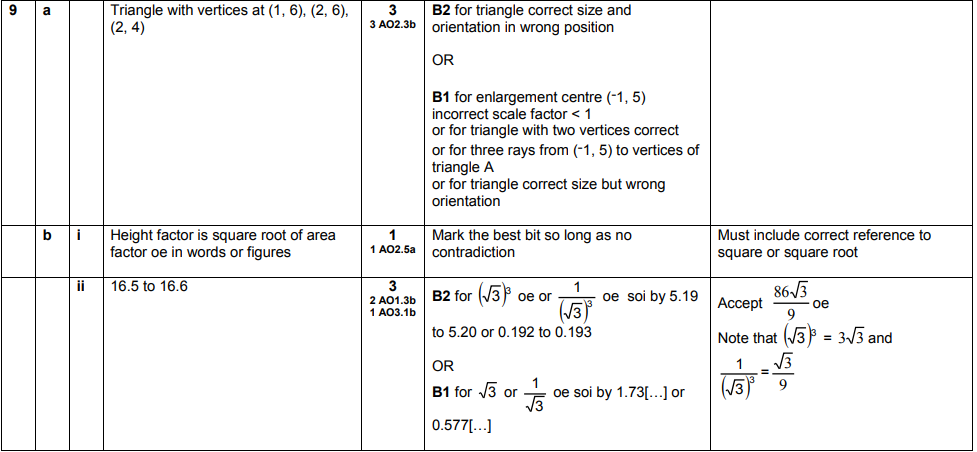 9 a Triangle with vertices at (1, 6), (2, 6),
(2, 4)
3
3 AO2.3b
B2 for triangle correct size and
orientation in wrong position
OR
B1 for enlargement centre (⁻1, 5)
incorrect scale factor < 1
or for triangle with two vertices correct
or for three rays from (⁻1, 5) to vertices of
triangle A
or for triangle correct size but wrong
orientation
b i Height factor is square root of area
factor oe in words or figures
1
1 AO2.5a
Mark the best bit so long as no
contradiction
Must include correct reference to
square or square root
ii 16.5 to 16.6
3
2 AO1.3b
1 AO3.1b
B2 for (√3)³ oe or 1/(√3)³ oe soi by 5.19
to 5.20 or 0.192 to 0.193
OR
B1 for √3 or 1/√3 oe soi by 1.73[…] or
0.577[…]
Accept 86√3/9 oe
Note that (√3)³ = 3√3 and
1/(√3)³ = √3/9